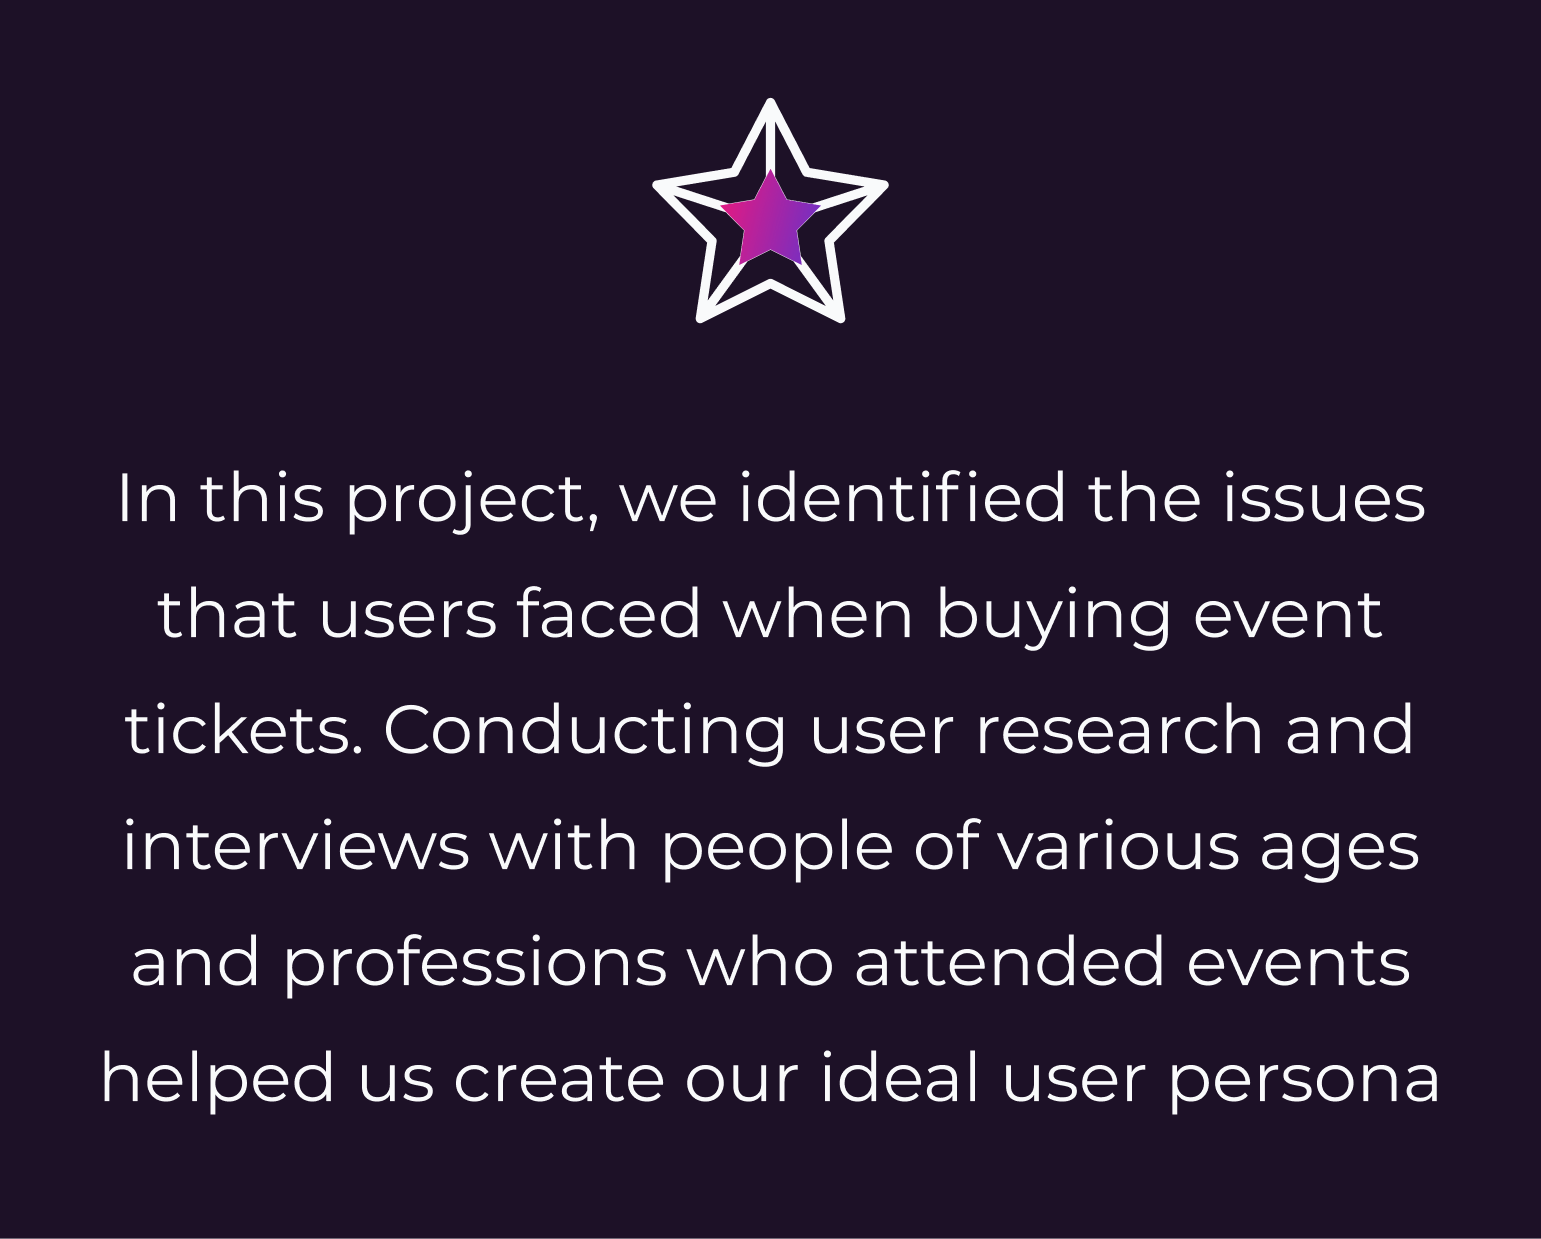 In this project, we identified the issues
that users faced when buying event
tickets. Conducting user research and
interviews with people of various ages
and professions who attended events
helped us create our ideal user persona